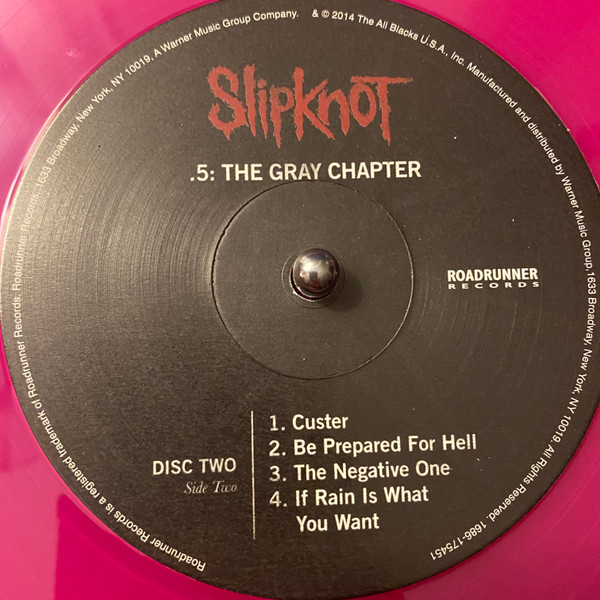 Slipknot
.5: THE GRAY CHAPTER
ROADRUNNER
RECORDS
DISC TWO
Side Two
1. Custer
2. Be Prepared For Hell
3. The Negative One
4. If Rain Is What
You Want
Roadrunner Records is a registered trademark of Roadrunner Records. Roadrunner Records, 1633 Broadway, New York, NY 10019. A Warner Music Group Company. & © 2014 The All Blacks U.S.A., Inc. Manufactured and distributed by Warner Music Group, 1633 Broadway, New York, NY 10019. All Rights Reserved. 1686-175451